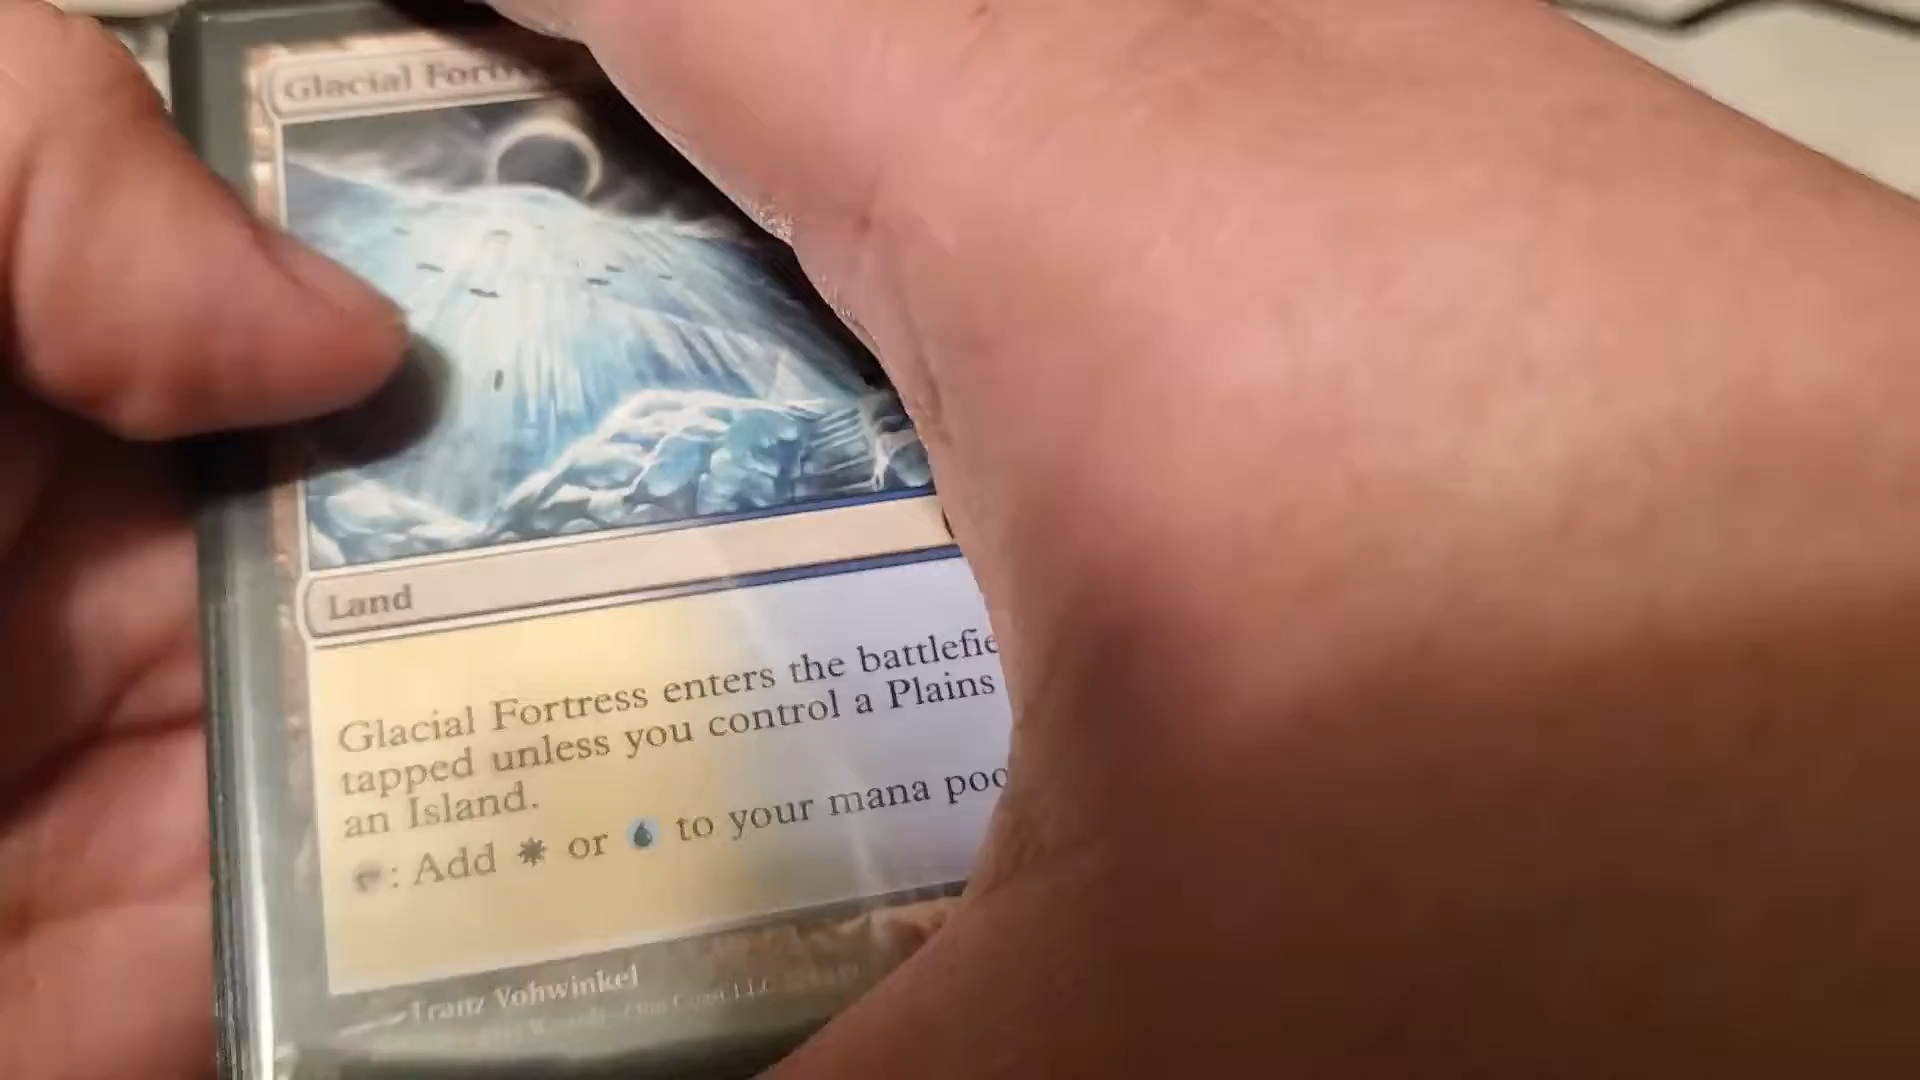 Glacial Fortre
Land
Glacial Fortress enters the battlefie
tapped unless you control a Plains
an Island.
: Add or to your mana poo
Franz Vohwinkel